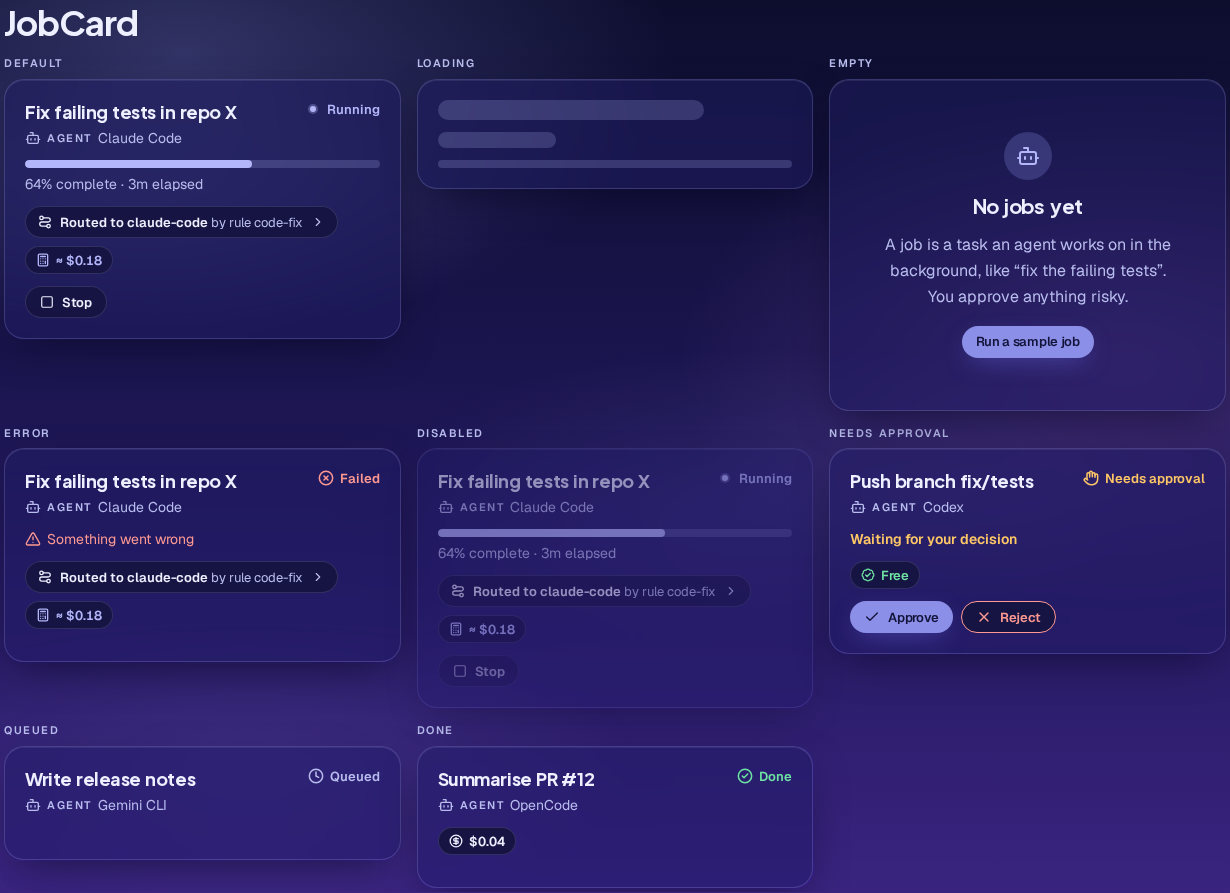 JobCard
DEFAULT
Fix failing tests in repo X
Running
AGENT Claude Code
64% complete · 3m elapsed
Routed to claude-code by rule code-fix
≈ $0.18
Stop
LOADING
EMPTY
No jobs yet
A job is a task an agent works on in the
background, like “fix the failing tests”.
You approve anything risky.
Run a sample job
ERROR
Fix failing tests in repo X
Failed
AGENT Claude Code
Something went wrong
Routed to claude-code by rule code-fix
≈ $0.18
DISABLED
Fix failing tests in repo X
Running
AGENT Claude Code
64% complete · 3m elapsed
Routed to claude-code by rule code-fix
≈ $0.18
Stop
NEEDS APPROVAL
Push branch fix/tests
Needs approval
AGENT Codex
Waiting for your decision
Free
Approve
Reject
QUEUED
Write release notes
Queued
AGENT Gemini CLI
DONE
Summarise PR #12
Done
AGENT OpenCode
$0.04